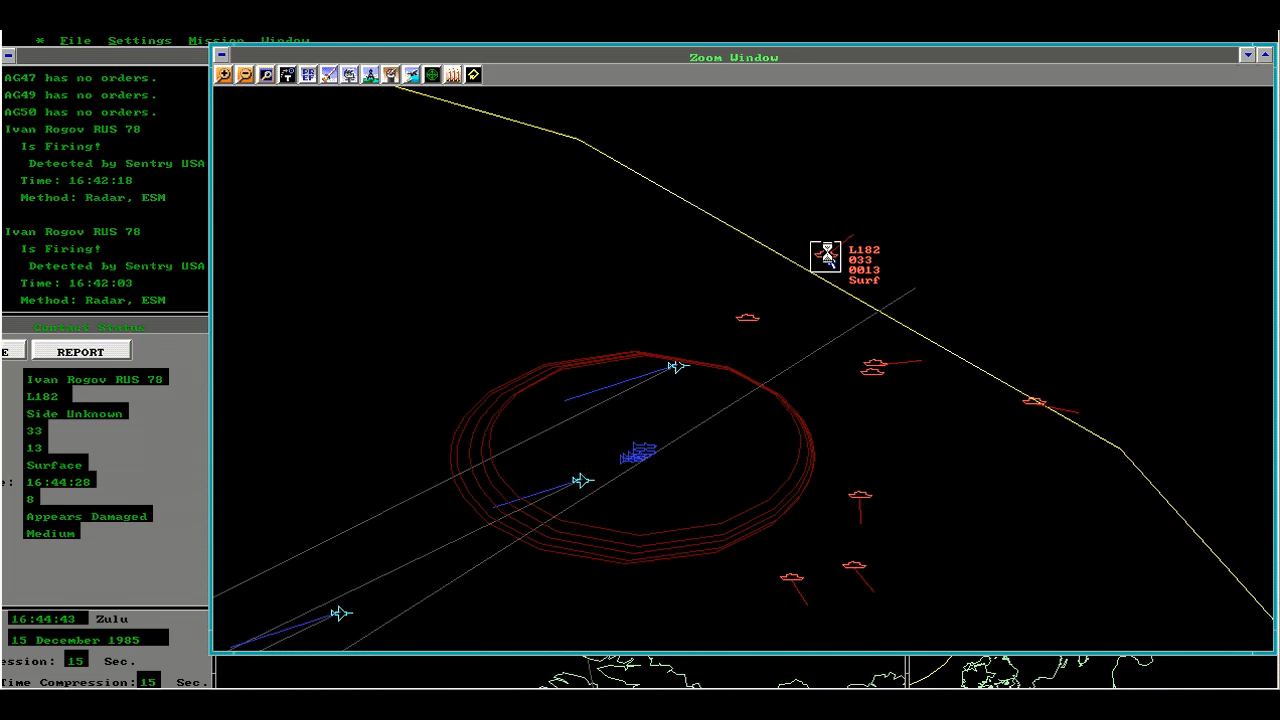 * File Settings Mission Window
Zoom Window
AG47 has no orders.
AG49 has no orders.
AG50 has no orders.
Ivan Rogov RUS 78
Is Firing!
Detected by Sentry USA
Time: 16:42:18
Method: Radar, ESM
Ivan Rogov RUS 78
Is Firing!
Detected by Sentry USA
Time: 16:42:03
Method: Radar, ESM
Contact Status
E REPORT
Ivan Rogov RUS 78
L182
Side Unknown
33
13
Surface
e: 16:44:28
8
Appears Damaged
Medium
16:44:43 Zulu
15 December 1985
ession: 15 Sec.
Time Compression: 15 Sec.
L182
033
0013
Surf